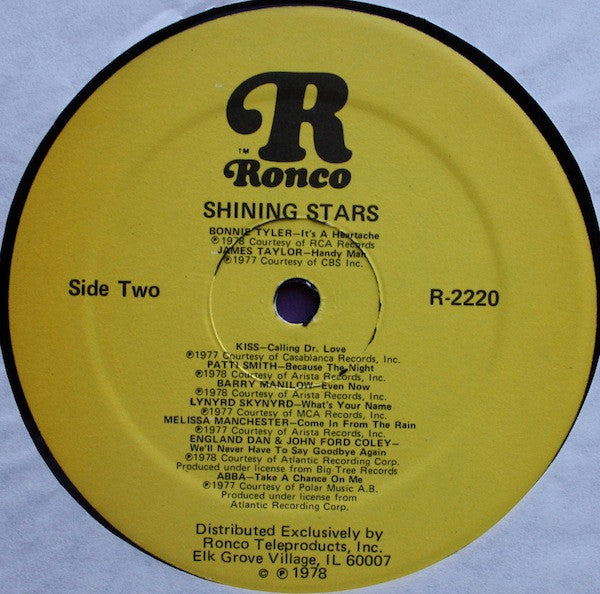 R
TM
Ronco
SHINING STARS
BONNIE TYLER—It's A Heartache
℗1978 Courtesy of RCA Records
JAMES TAYLOR—Handy Man
℗1977 Courtesy of CBS Inc.
Side Two
R-2220
KISS—Calling Dr. Love
℗1977 Courtesy of Casablanca Records, Inc.
PATTI SMITH—Because The Night
℗1978 Courtesy of Arista Records, Inc.
BARRY MANILOW—Even Now
℗1978 Courtesy of Arista Records, Inc.
LYNYRD SKYNYRD—What's Your Name
℗1977 Courtesy of MCA Records, Inc.
MELISSA MANCHESTER—Come In From The Rain
℗1977 Courtesy of Arista Records, Inc.
ENGLAND DAN & JOHN FORD COLEY—
We'll Never Have To Say Goodbye Again
℗1978 Courtesy of Atlantic Recording Corp.
Produced under license from Big Tree Records
ABBA—Take A Chance On Me
℗1977 Courtesy of Polar Music A.B.
Produced under license from
Atlantic Recording Corp.
Distributed Exclusively by
Ronco Teleproducts, Inc.
Elk Grove Village, IL 60007
© ℗ 1978